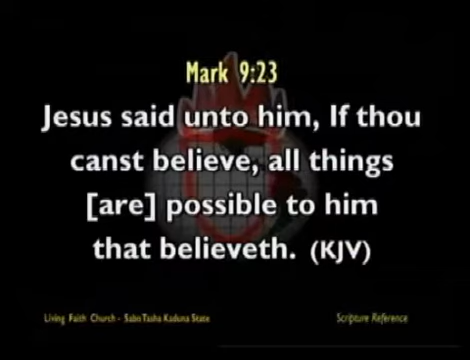 Mark 9:23
Jesus said unto him, If thou
canst believe, all things
[are] possible to him
that believeth. (KJV)
Living Faith Church - Sabo Tasha Kaduna State
Scripture Reference